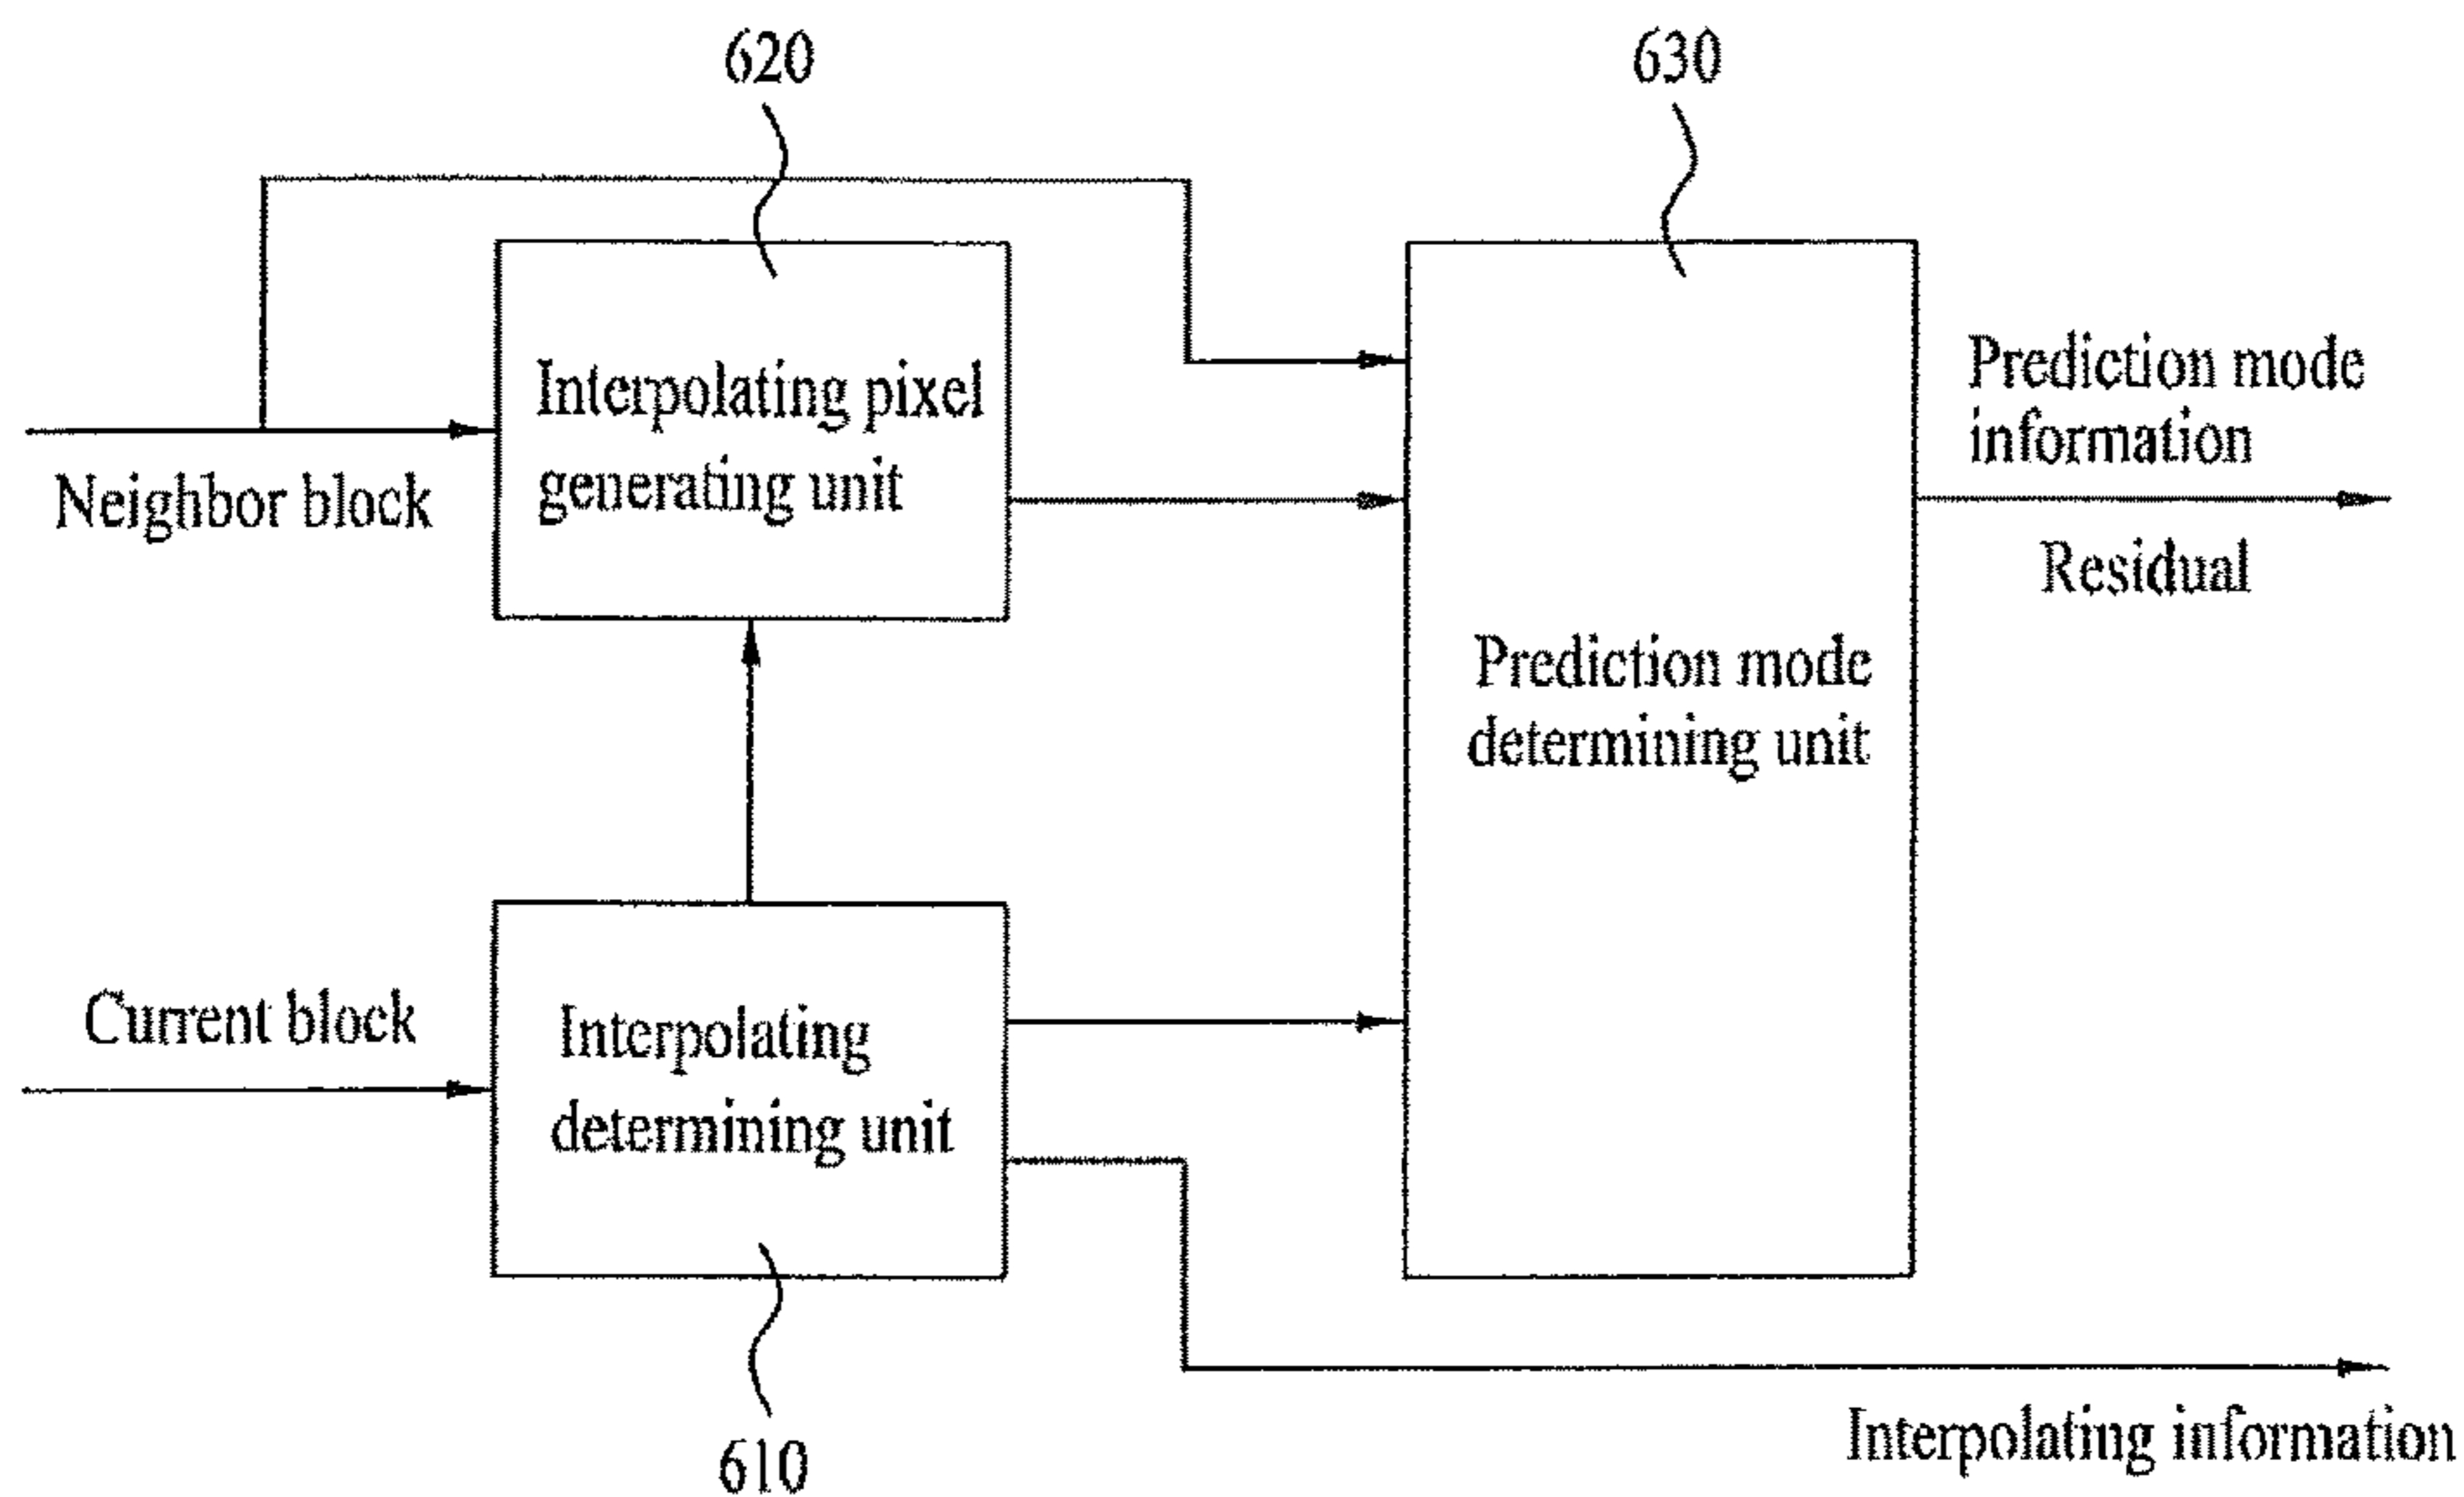 620
630
Interpolating pixel
generating unit
Neighbor block
Prediction mode
information
Residual
Prediction mode
determining unit
Current block
Interpolating
determining unit
610
Interpolating information